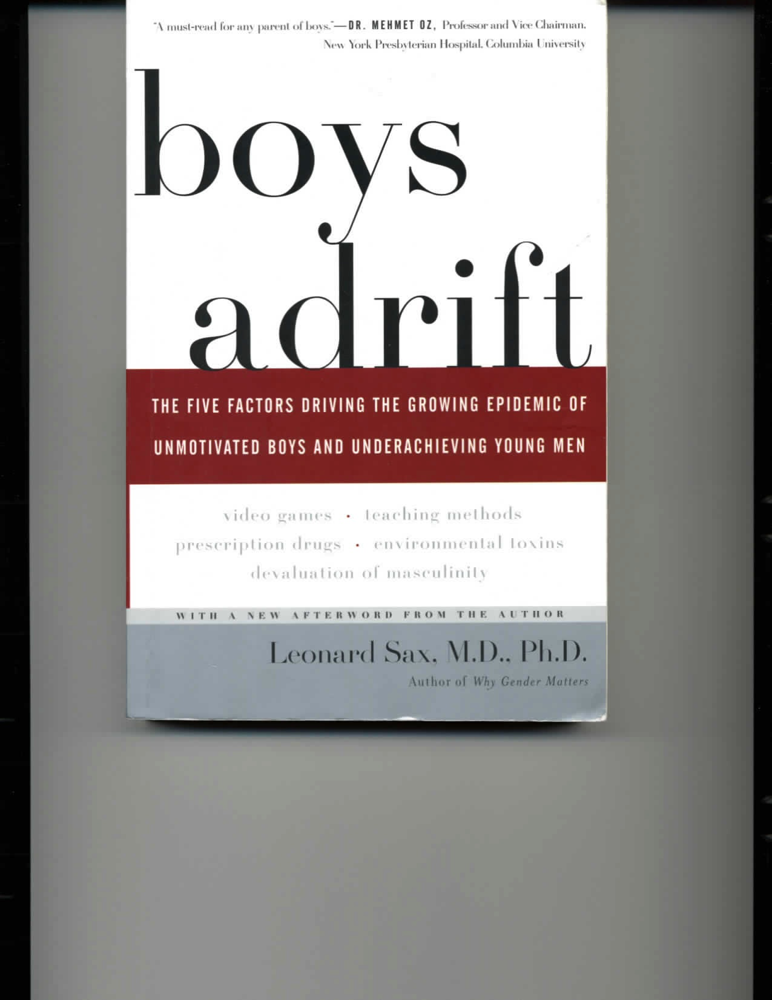 "A must-read for any parent of boys."—DR. MEHMET OZ, Professor and Vice Chairman,
New York Presbyterian Hospital, Columbia University
boys
adrift
THE FIVE FACTORS DRIVING THE GROWING EPIDEMIC OF
UNMOTIVATED BOYS AND UNDERACHIEVING YOUNG MEN
video games • teaching methods
prescription drugs • environmental toxins
devaluation of masculinity
WITH A NEW AFTERWORD FROM THE AUTHOR
Leonard Sax, M.D., Ph.D.
Author of Why Gender Matters